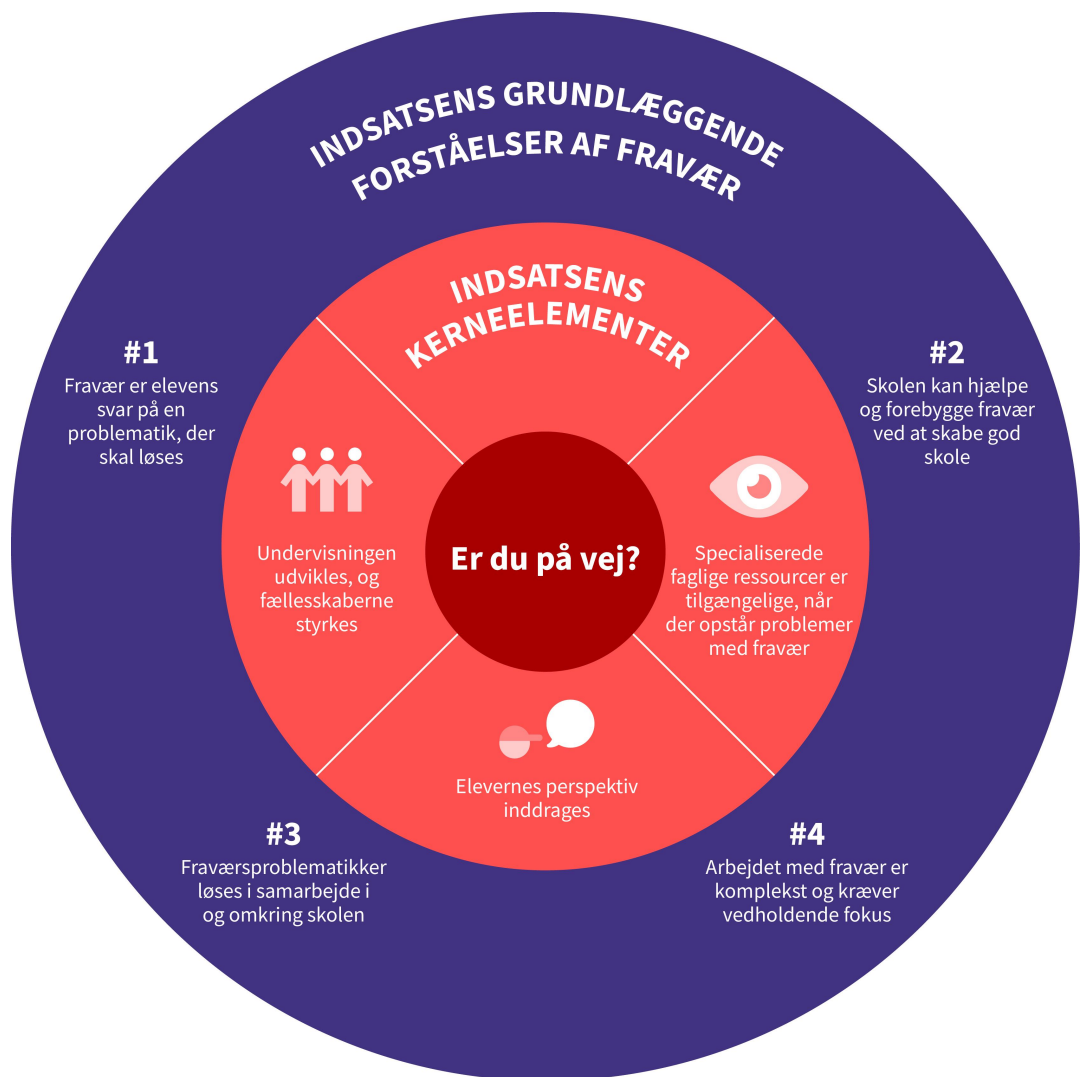 INDSATSENS GRUNDLÆGGENDE
FORSTÅELSER AF FRAVÆR
INDSATSENS
KERNEELEMENTER
#1
Fravær er elevens
svar på en
problematik, der
skal løses
#2
Skolen kan hjælpe
og forebygge fravær
ved at skabe god
skole
Undervisningen
udvikles, og
fællesskaberne
styrkes
Er du på vej?
Specialiserede
faglige ressourcer er
tilgængelige, når
der opstår problemer
med fravær
Elevernes perspektiv
inddrages
#3
Fraværsproblematikker
løses i samarbejde i
og omkring skolen
#4
Arbejdet med fravær er
komplekst og kræver
vedholdende fokus